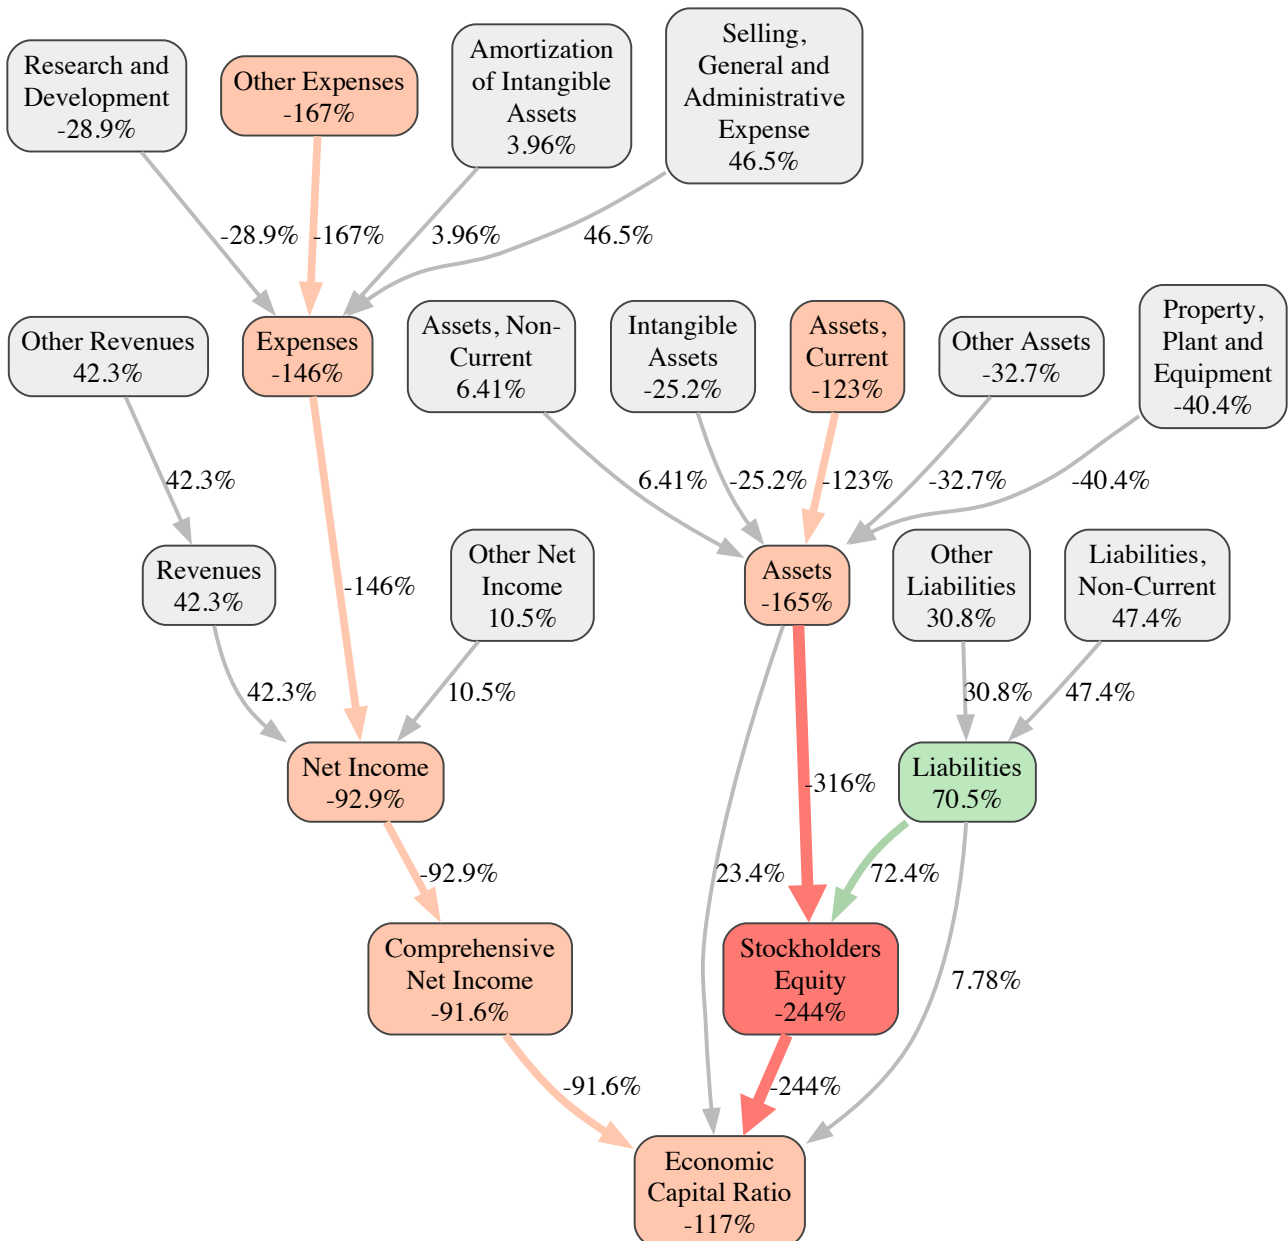 Research and
Development
-28.9%
Other Expenses
-167%
Amortization
of Intangible
Assets
3.96%
Selling,
General and
Administrative
Expense
46.5%
-28.9%
-167%
3.96%
46.5%
Other Revenues
42.3%
Expenses
-146%
Assets, Non-
Current
6.41%
Intangible
Assets
-25.2%
Assets,
Current
-123%
Other Assets
-32.7%
Property,
Plant and
Equipment
-40.4%
42.3%
6.41%
-25.2%
-123%
-32.7%
-40.4%
Revenues
42.3%
-146%
Other Net
Income
10.5%
Assets
-165%
Other
Liabilities
30.8%
Liabilities,
Non-Current
47.4%
42.3%
10.5%
30.8%
47.4%
Net Income
-92.9%
-316%
Liabilities
70.5%
-92.9%
23.4%
72.4%
Comprehensive
Net Income
-91.6%
Stockholders
Equity
-244%
7.78%
-91.6%
-244%
Economic
Capital Ratio
-117%